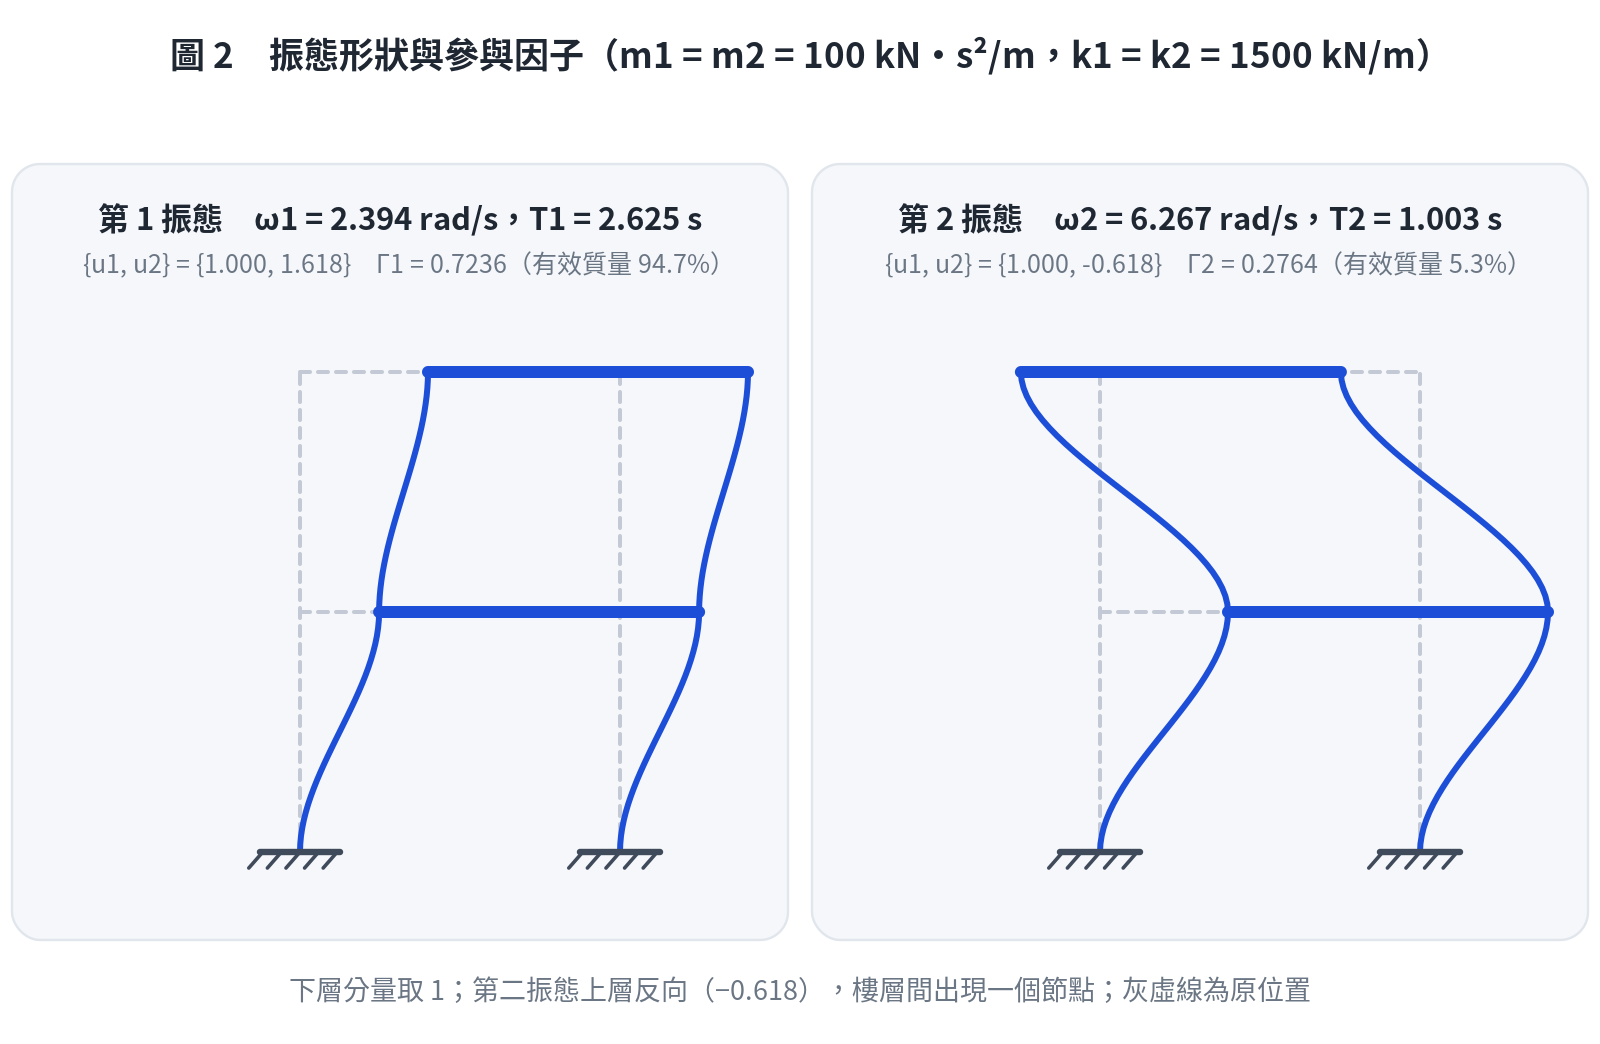 圖 2　振態形狀與參與因子（m1 = m2 = 100 kN・s²/m，k1 = k2 = 1500 kN/m）
第 1 振態　ω1 = 2.394 rad/s，T1 = 2.625 s
{u1, u2} = {1.000, 1.618}　Γ1 = 0.7236（有效質量 94.7%）
第 2 振態　ω2 = 6.267 rad/s，T2 = 1.003 s
{u1, u2} = {1.000, -0.618}　Γ2 = 0.2764（有效質量 5.3%）
下層分量取 1；第二振態上層反向（−0.618），樓層間出現一個節點；灰虛線為原位置